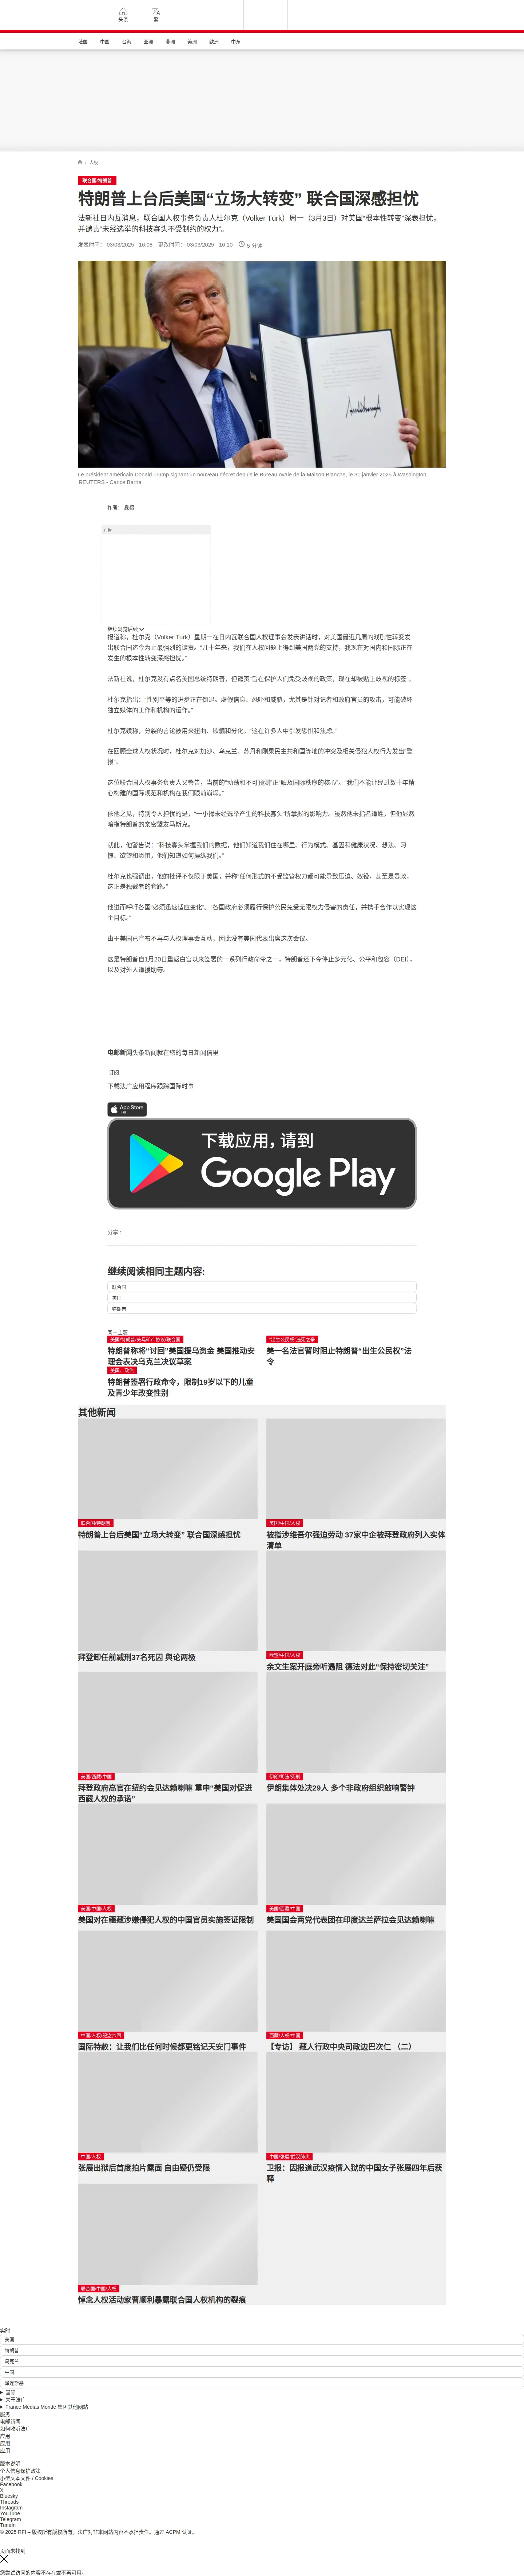 头条
繁
法国 中国 台海 亚洲 非洲 美洲 欧洲 中东
/ 人权
联合国/特朗普
特朗普上台后美国“立场大转变” 联合国深感担忧
法新社日内瓦消息，联合国人权事务负责人杜尔克（Volker Türk）周一（3月3日）对美国“根本性转变”深表担忧，
并谴责“未经选举的科技寡头不受制约的权力”。
发表时间： 03/03/2025 - 16:06 更改时间： 03/03/2025 - 16:10 5 分钟
Le président américain Donald Trump signant un nouveau décret depuis le Bureau ovale de la Maison Blanche, le 31 janvier 2025 à Washington.
REUTERS - Carlos Barria
作者： 夏榕
广告
继续浏览后续
报道称，杜尔克（Volker Turk）星期一在日内瓦联合国人权理事会发表讲话时，对美国最近几周的戏剧性转变发
出联合国迄今为止最强烈的谴责。“几十年来，我们在人权问题上得到美国两党的支持，我现在对国内和国际正在
发生的根本性转变深感担忧。”
法新社说，杜尔克没有点名美国总统特朗普，但谴责“旨在保护人们免受歧视的政策，现在却被贴上歧视的标签”。
杜尔克指出：“性别平等的进步正在倒退。虚假信息、恐吓和威胁，尤其是针对记者和政府官员的攻击，可能破坏
独立媒体的工作和机构的运作。”
杜尔克续称，分裂的言论被用来扭曲、欺骗和分化。“这在许多人中引发恐惧和焦虑。”
在回顾全球人权状况时，杜尔克对加沙、乌克兰、苏丹和刚果民主共和国等地的冲突及相关侵犯人权行为发出“警
报”。
这位联合国人权事务负责人又警告，当前的“动荡和不可预测”正“触及国际秩序的核心”。“我们不能让经过数十年精
心构建的国际规范和机构在我们眼前崩塌。”
依他之见，特别令人担忧的是，“一小撮未经选举产生的科技寡头”所掌握的影响力。虽然他未指名道姓，但他显然
暗指特朗普的亲密盟友马斯克。
就此，他警告说：“科技寡头掌握我们的数据，他们知道我们住在哪里、行为模式、基因和健康状况、想法、习
惯、欲望和恐惧，他们知道如何操纵我们。”
杜尔克也强调出，他的批评不仅限于美国，并称“任何形式的不受监管权力都可能导致压迫、奴役，甚至是暴政，
这正是独裁者的套路。”
他进而呼吁各国“必须迅速适应变化”。“各国政府必须履行保护公民免受无限权力侵害的责任，并携手合作以实现这
个目标。”
由于美国已宣布不再与人权理事会互动，因此没有美国代表出席这次会议。
这是特朗普自1月20日重返白宫以来签署的一系列行政命令之一，特朗普还下令停止多元化、公平和包容（DEI），
以及对外人道援助等。
电邮新闻头条新闻就在您的每日新闻信里
订阅
下载法广应用程序跟踪国际时事
App Store
下载应用，请到
Google Play
分享 :
继续阅读相同主题内容:
联合国
美国
特朗普
同一主题
美国/特朗普/美乌矿产协议/联合国
特朗普称将“讨回”美国援乌资金 美国推动安
理会表决乌克兰决议草案
“出生公民权”违宪之争
美一名法官暂时阻止特朗普“出生公民权”法
令
美国、政治
特朗普签署行政命令，限制19岁以下的儿童
及青少年改变性别
其他新闻
联合国/特朗普
特朗普上台后美国“立场大转变” 联合国深感担忧
美国/中国/人权
被指涉维吾尔强迫劳动 37家中企被拜登政府列入实体
清单
拜登卸任前减刑37名死囚 舆论两极
欧盟/中国/人权
余文生案开庭旁听遇阻 德法对此“保持密切关注”
美国/西藏/中国
拜登政府高官在纽约会见达赖喇嘛 重申“美国对促进
西藏人权的承诺”
伊朗/司法/死刑
伊朗集体处决29人 多个非政府组织敲响警钟
美国/中国/人权
美国对在疆藏涉嫌侵犯人权的中国官员实施签证限制
美国/西藏/中国
美国国会两党代表团在印度达兰萨拉会见达赖喇嘛
中国/人权/纪念六四
国际特赦：让我们比任何时候都更铭记天安门事件
西藏/人权/中国
【专访】 藏人行政中央司政边巴次仁 （二）
中国/人权
张展出狱后首度拍片露面 自由疑仍受限
中国/张展/武汉肺炎
卫报：因报道武汉疫情入狱的中国女子张展四年后获
释
联合国/中国/人权
悼念人权活动家曹顺利暴露联合国人权机构的裂痕
实时
美国
特朗普
乌克兰
中国
泽连斯基
国际
关于法广
France Médias Monde 集团其他网站
服务
电邮新闻
如何收听法广
应用
应用
应用
版本说明
个人信息保护政策
小型文本文件 / Cookies
Facebook
X
Bluesky
Threads
Instagram
YouTube
Telegram
TuneIn
© 2025 RFI – 版权所有版权所有。法广对非本网站内容不承担责任。通过 ACPM 认证。
页面未找到
您尝试访问的内容不存在或不再可用。